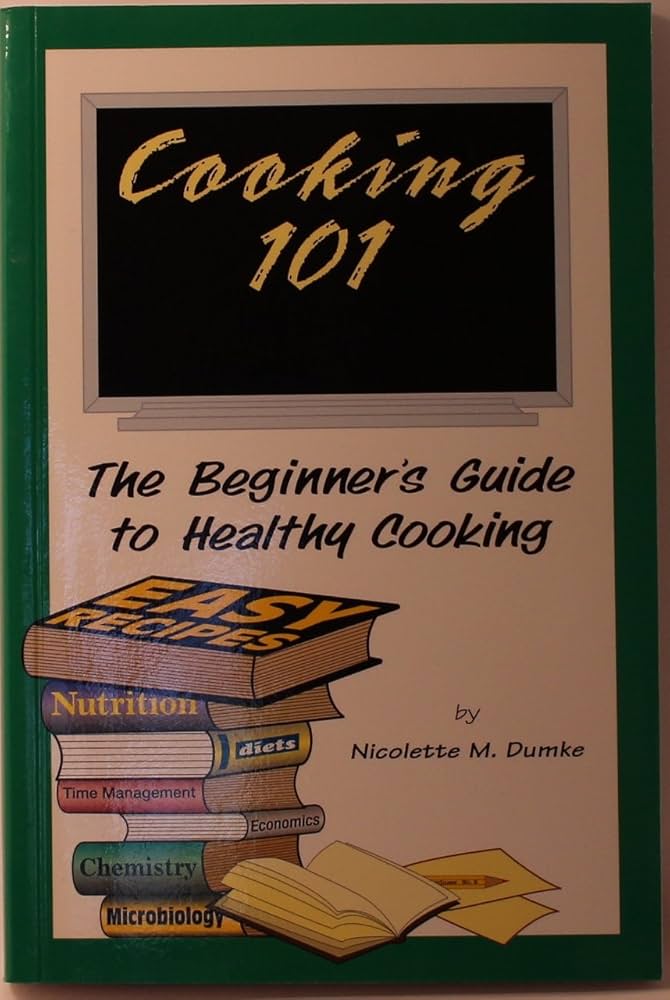 Cooking
101
The Beginner's Guide
to Healthy Cooking
EASY
RECIPES
Nutrition
diets
Time Management
Economics
Chemistry
Microbiology
by
Nicolette M. Dumke